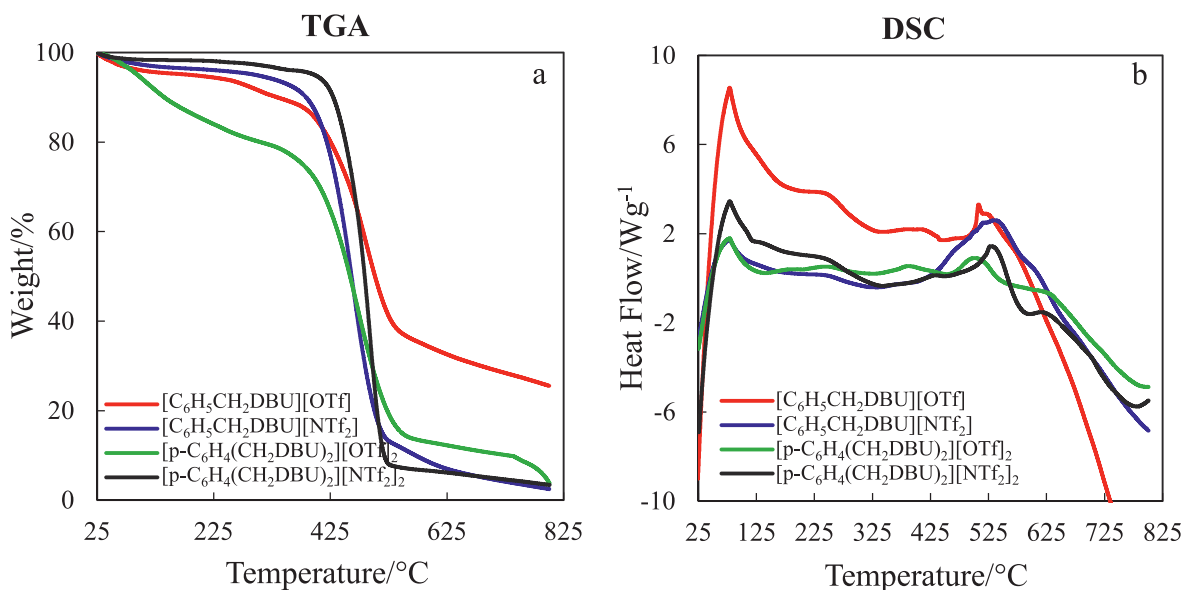 TGA
a
Weight/%
100
80
60
40
20
0
[C₆H₅CH₂DBU][OTf]
[C₆H₅CH₂DBU][NTf₂]
[p-C₆H₄(CH₂DBU)₂][OTf]₂
[p-C₆H₄(CH₂DBU)₂][NTf₂]₂
25 225 425 625 825
Temperature/°C
DSC
b
Heat Flow/Wg⁻¹
10
6
2
-2
-6
-10
[C₆H₅CH₂DBU][OTf]
[C₆H₅CH₂DBU][NTf₂]
[p-C₆H₄(CH₂DBU)₂][OTf]₂
[p-C₆H₄(CH₂DBU)₂][NTf₂]₂
25 125 225 325 425 525 625 725 825
Temperature/°C